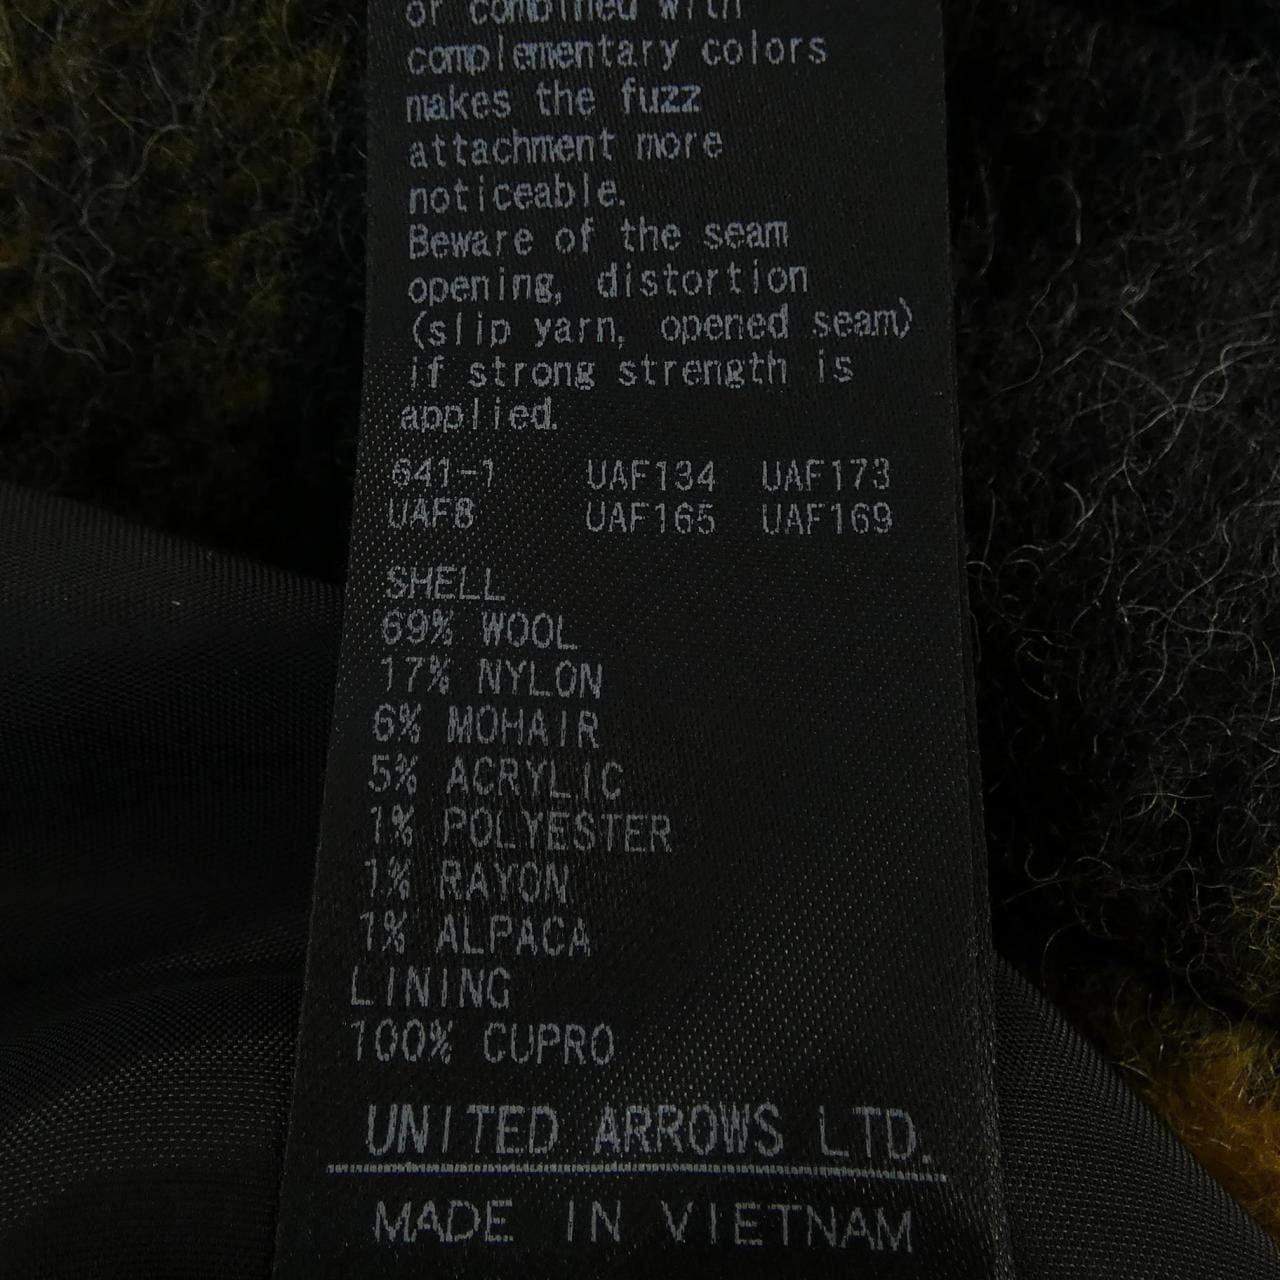 or combined with
complementary colors
makes the fuzz
attachment more
noticeable.
Beware of the seam
opening, distortion
(slip yarn, opened seam)
if strong strength is
applied.
641-1 UAF134 UAF173
UAF8 UAF165 UAF169
SHELL
69% WOOL
17% NYLON
6% MOHAIR
5% ACRYLIC
1% POLYESTER
1% RAYON
1% ALPACA
LINING
100% CUPRO
UNITED ARROWS LTD.
MADE IN VIETNAM